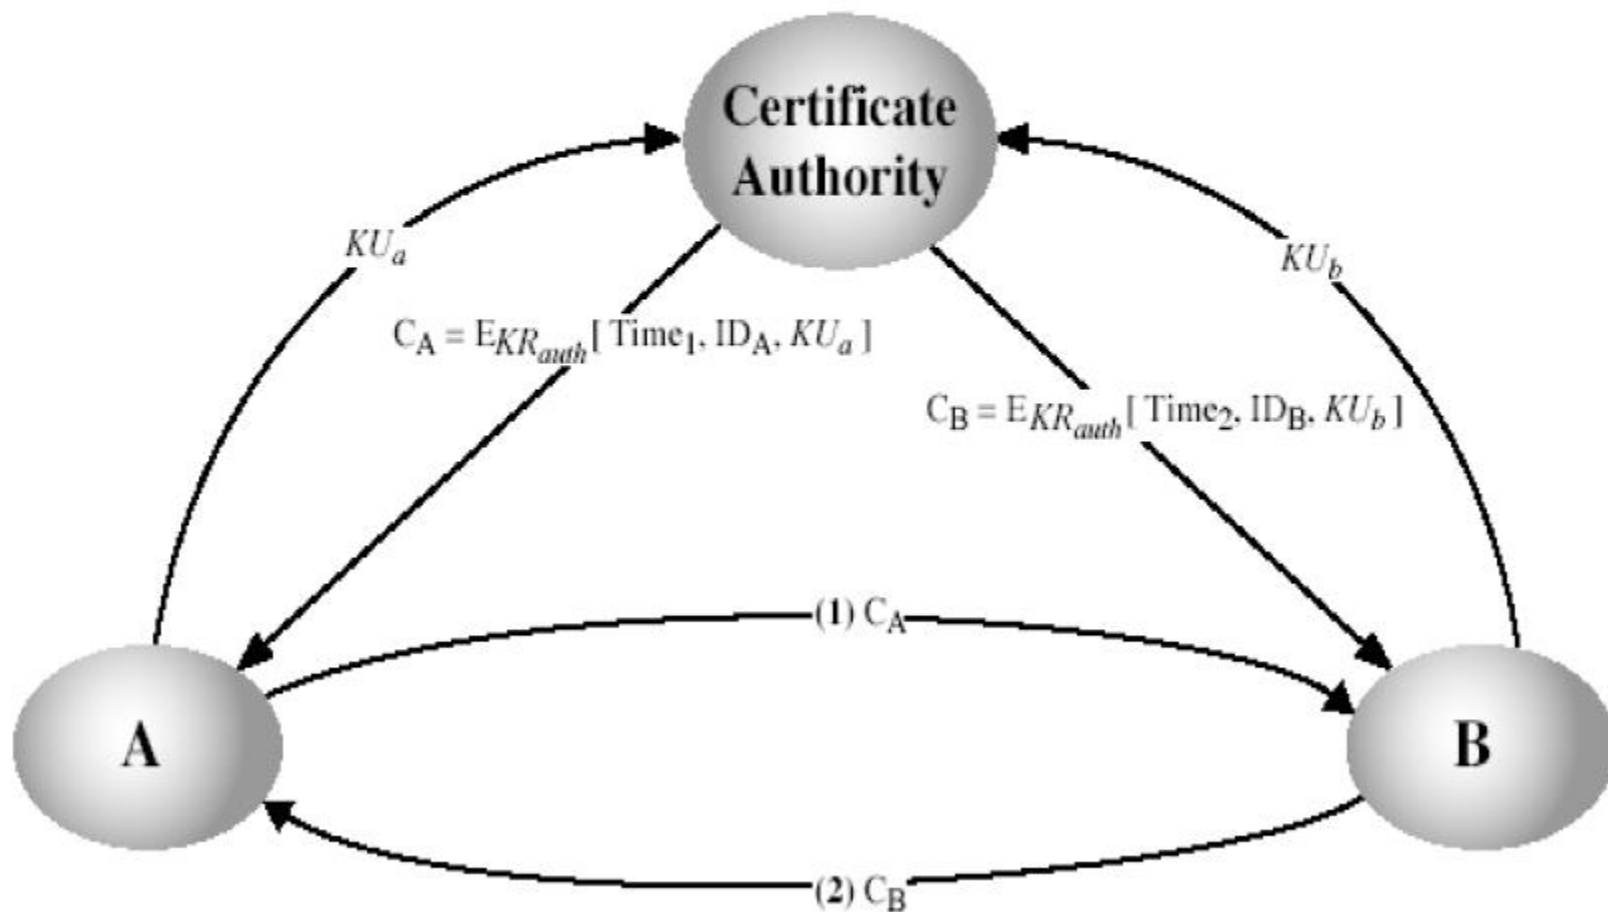 Certificate
Authority
KUa
KUb
CA = EKRauth[ Time1, IDA, KUa ]
CB = EKRauth[ Time2, IDB, KUb ]
(1) CA
A
B
(2) CB